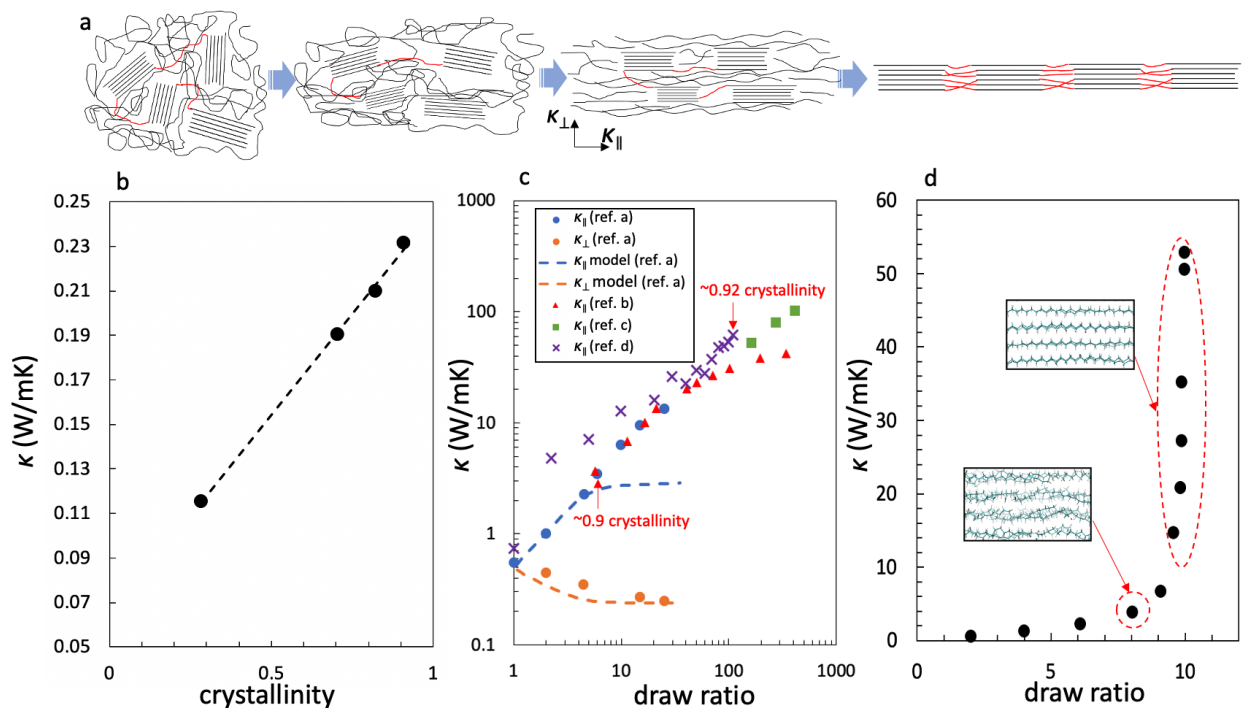 a
κ⊥
κ∥
b
κ (W/mK)
0.25
0.23
0.21
0.19
0.17
0.15
0.13
0.11
0.09
0.07
0.05
0
0.5
1
crystallinity
c
κ (W/mK)
1000
100
10
1
0.1
κ∥ (ref. a)
κ⊥ (ref. a)
κ∥ model (ref. a)
κ⊥ model (ref. a)
κ∥ (ref. b)
κ∥ (ref. c)
κ∥ (ref. d)
~0.92 crystallinity
~0.9 crystallinity
1
10
100
1000
draw ratio
d
κ (W/mK)
60
50
40
30
20
10
0
0
5
10
draw ratio